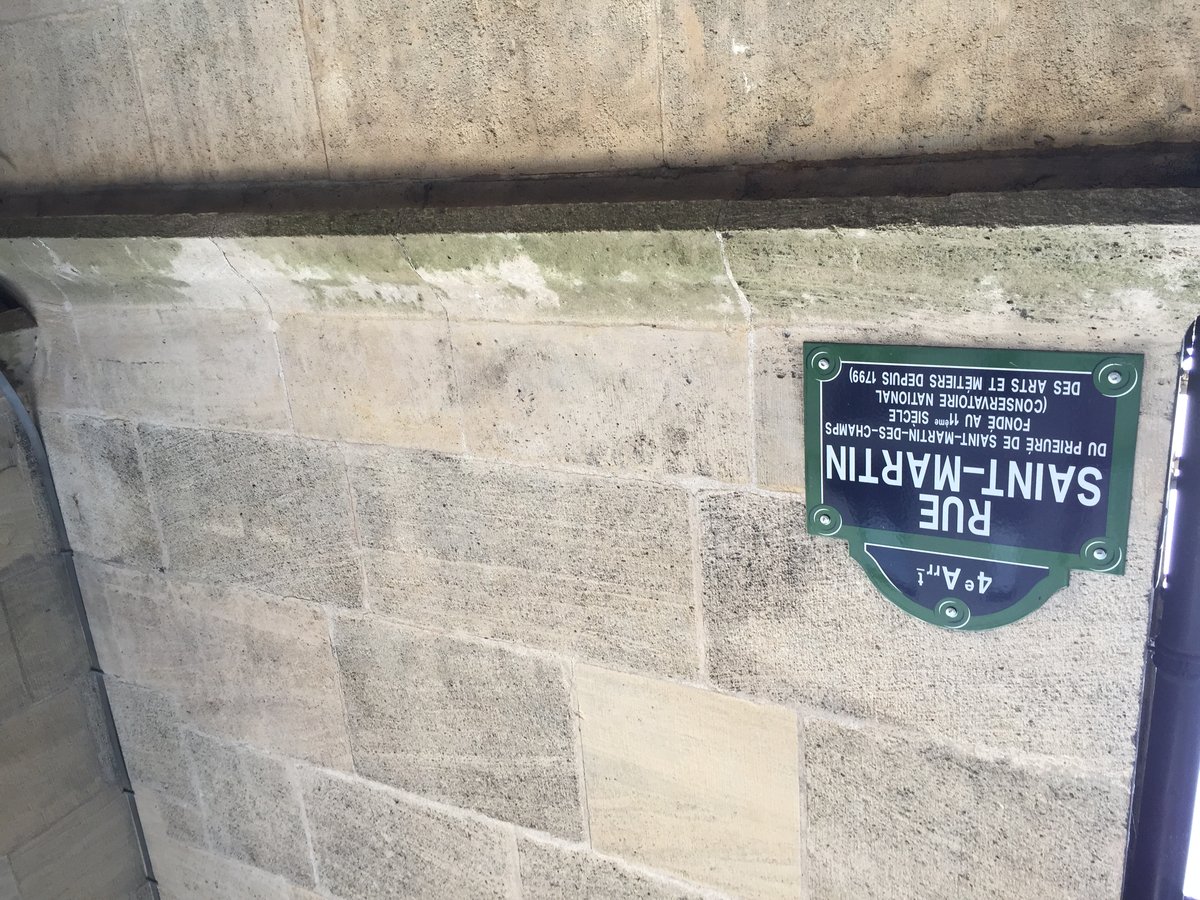 4e Arrt
RUE
SAINT-MARTIN
DU PRIEURÉ DE SAINT-MARTIN-DES-CHAMPS
FONDÉ AU 11ème SIÈCLE
(CONSERVATOIRE NATIONAL
DES ARTS ET MÉTIERS DEPUIS 1799)